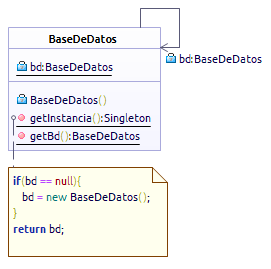 BaseDeDatos
bd:BaseDeDatos
bd:BaseDeDatos
BaseDeDatos()
getInstancia():Singleton
getBd():BaseDeDatos
if(bd == null){
bd = new BaseDeDatos();
}
return bd;